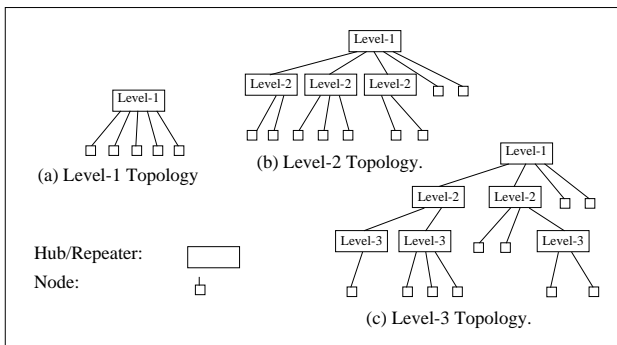 Level-1
Level-2 Level-2 Level-2
(b) Level-2 Topology.
Level-1
(a) Level-1 Topology
Level-1
Level-2 Level-2
Level-3 Level-3 Level-3
(c) Level-3 Topology.
Hub/Repeater:
Node: